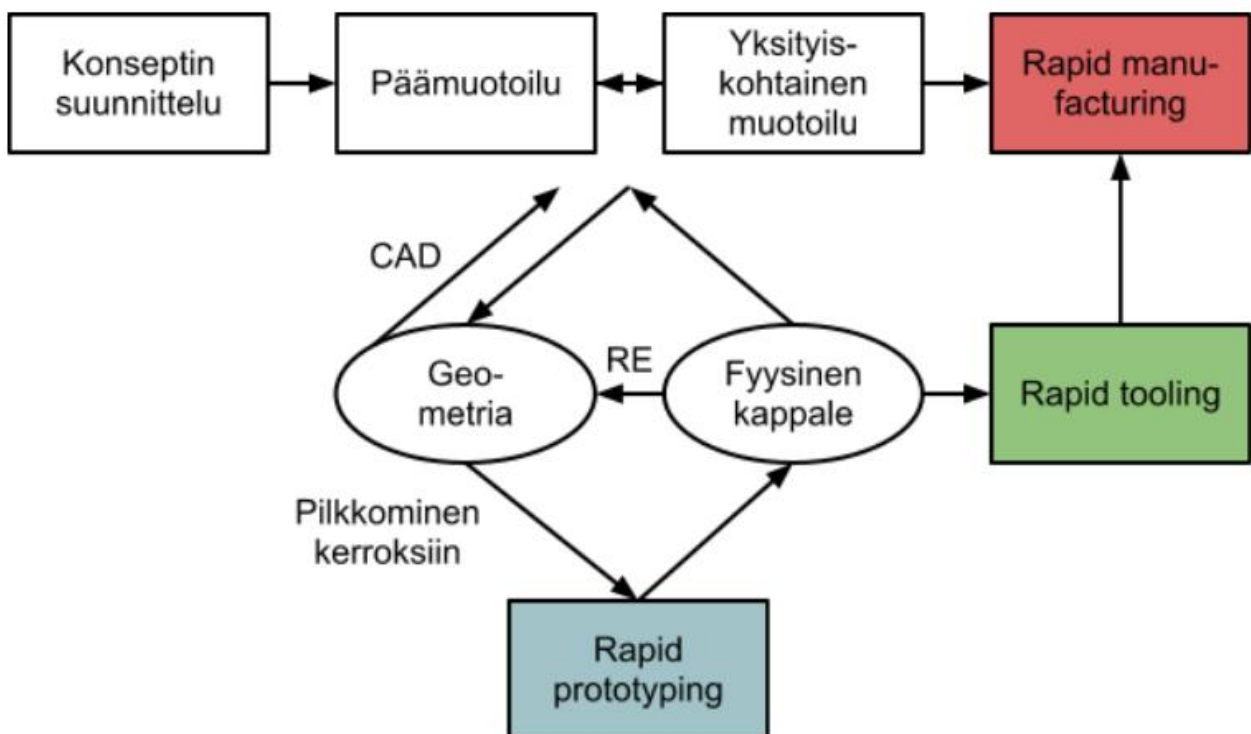 Konseptin
suunnittelu
Päämuotoilu
Yksityis-
kohtainen
muotoilu
Rapid manu-
facturing
CAD
Geo-
metria
RE
Fyysinen
kappale
Rapid tooling
Pilkkominen
kerroksiin
Rapid
prototyping